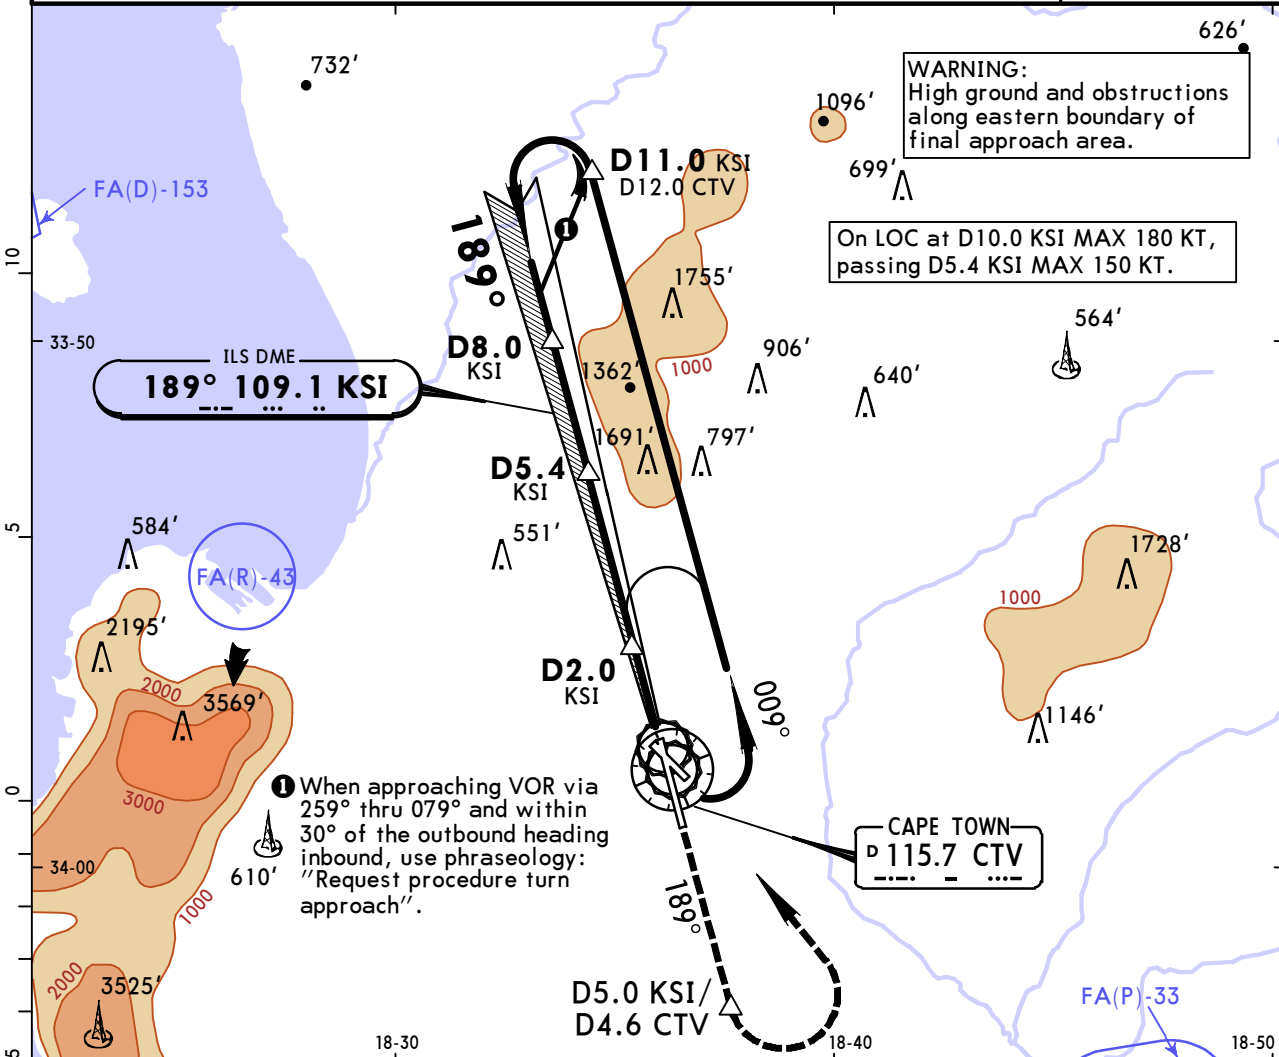 626'
732'
WARNING:
High ground and obstructions
along eastern boundary of
final approach area.
1096'
699'
D11.0 KSI
D12.0 CTV
FA(D)-153
189°
1
On LOC at D10.0 KSI MAX 180 KT,
passing D5.4 KSI MAX 150 KT.
10
1755'
564'
33-50
D8.0
KSI
906'
ILS DME
189° 109.1 KSI
1362'
1000
640'
1691'
797'
D5.4
KSI
5
584'
551'
1728'
FA(R)-43
1000
2195'
D2.0
KSI
2000
3569'
009°
1146'
0
3000
1 When approaching VOR via
259° thru 079° and within
30° of the outbound heading
inbound, use phraseology:
"Request procedure turn
approach".
CAPE TOWN
D 115.7 CTV
34-00
610'
1000
189°
2000
3525'
D5.0 KSI/
D4.6 CTV
FA(P)-33
5
18-30
18-40
18-50